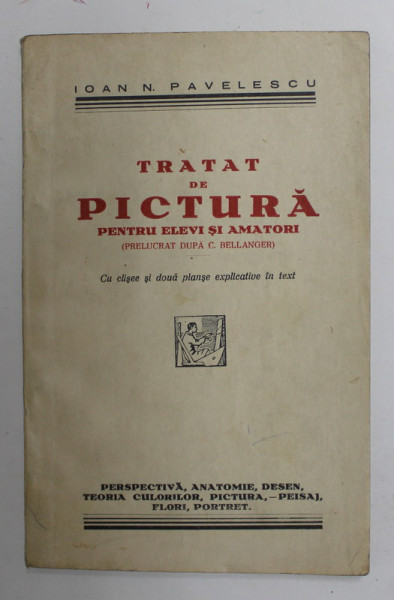 IOAN N. PAVELESCU
TRATAT
DE
PICTURĂ
PENTRU ELEVI ȘI AMATORI
(PRELUCRAT DUPĂ C. BELLANGER)
Cu clișee și două planșe explicative în text
PERSPECTIVĂ, ANATOMIE, DESEN,
TEORIA CULORILOR, PICTURA,—PEISAJ,
FLORI, PORTRET.